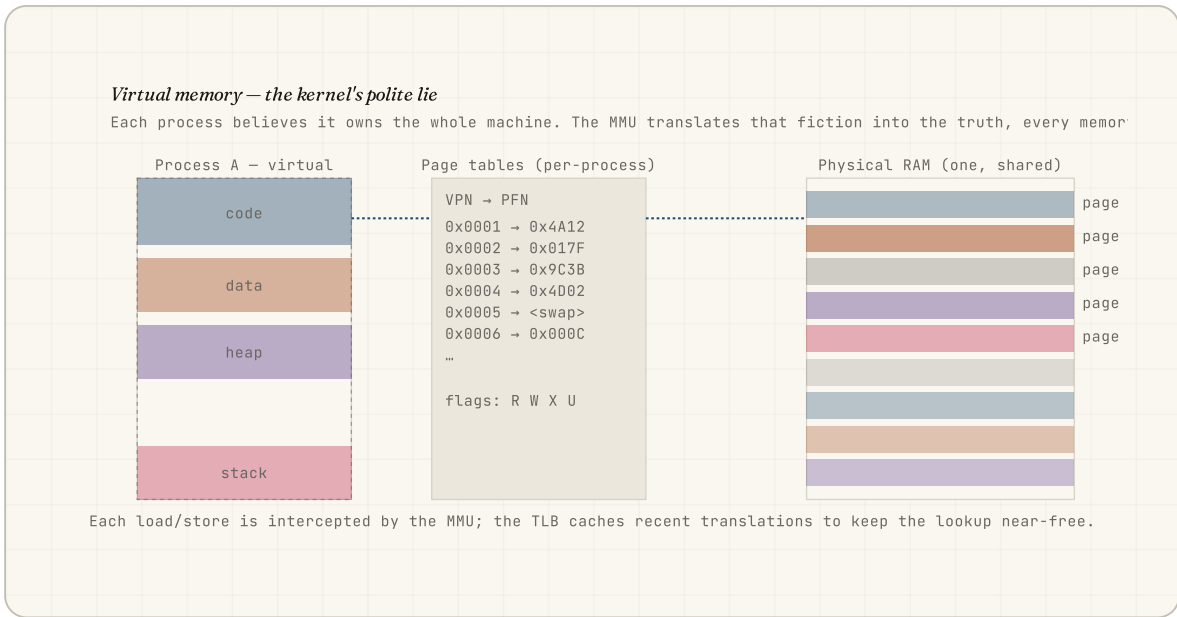 Virtual memory — the kernel's polite lie
Each process believes it owns the whole machine. The MMU translates that fiction into the truth, every memor
Process A — virtual
code
data
heap
stack
Page tables (per-process)
VPN → PFN
0x0001 → 0x4A12
0x0002 → 0x017F
0x0003 → 0x9C3B
0x0004 → 0x4D02
0x0005 → <swap>
0x0006 → 0x000C
…
flags: R W X U
Physical RAM (one, shared)
page
page
page
page
page
Each load/store is intercepted by the MMU; the TLB caches recent translations to keep the lookup near-free.